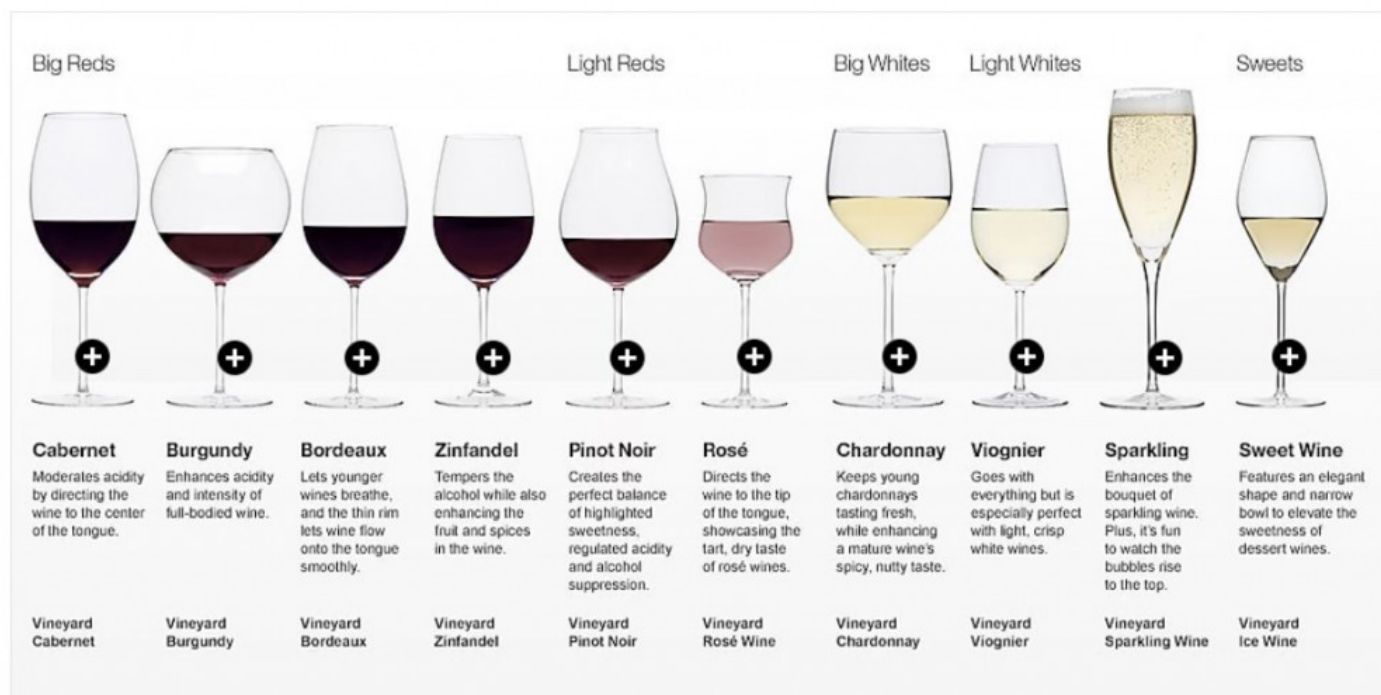 Big Reds
Light Reds
Big Whites
Light Whites
Sweets
Cabernet
Moderates acidity
by directing the
wine to the center
of the tongue.
Vineyard
Cabernet
Burgundy
Enhances acidity
and intensity of
full-bodied wine.
Vineyard
Burgundy
Bordeaux
Lets younger
wines breathe,
and the thin rim
lets wine flow
onto the tongue
smoothly.
Vineyard
Bordeaux
Zinfandel
Tempers the
alcohol while also
enhancing the
fruit and spices
in the wine.
Vineyard
Zinfandel
Pinot Noir
Creates the
perfect balance
of highlighted
sweetness,
regulated acidity
and alcohol
suppression.
Vineyard
Pinot Noir
Rosé
Directs the
wine to the tip
of the tongue,
showcasing the
tart, dry taste
of rosé wines.
Vineyard
Rosé Wine
Chardonnay
Keeps young
chardonnays
tasting fresh,
while enhancing
a mature wine's
spicy, nutty taste.
Vineyard
Chardonnay
Viognier
Goes with
everything but is
especially perfect
with light, crisp
white wines.
Vineyard
Viognier
Sparkling
Enhances the
bouquet of
sparkling wine.
Plus, it's fun
to watch the
bubbles rise
to the top.
Vineyard
Sparkling Wine
Sweet Wine
Features an elegant
shape and narrow
bowl to elevate the
sweetness of
dessert wines.
Vineyard
Ice Wine